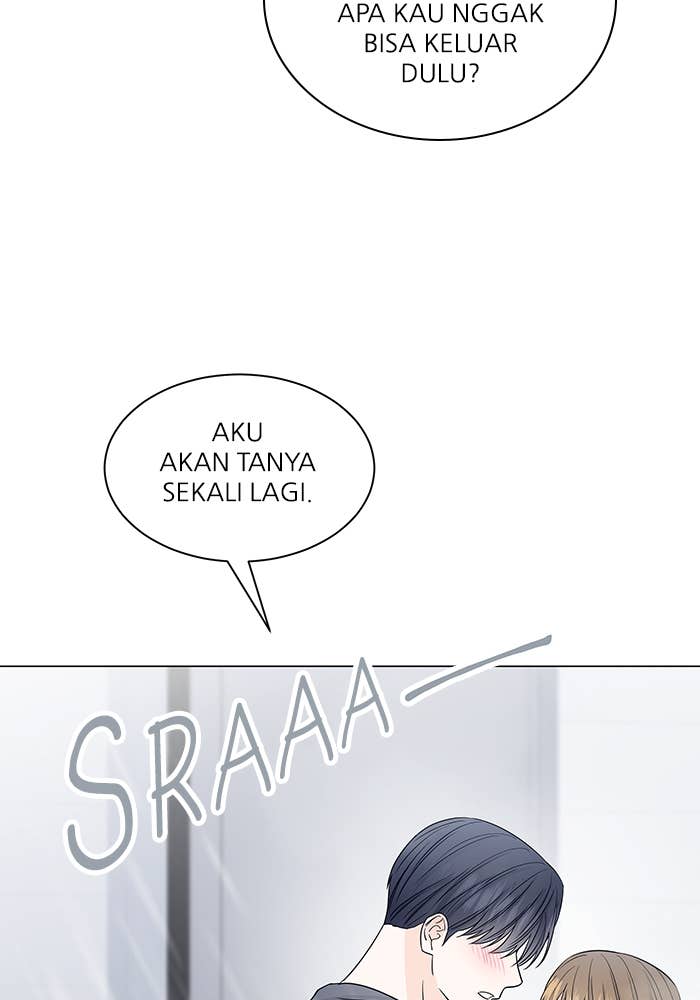 APA KAU NGGAK
BISA KELUAR
DULU?
AKU
AKAN TANYA
SEKALI LAGI.
SRAAA—